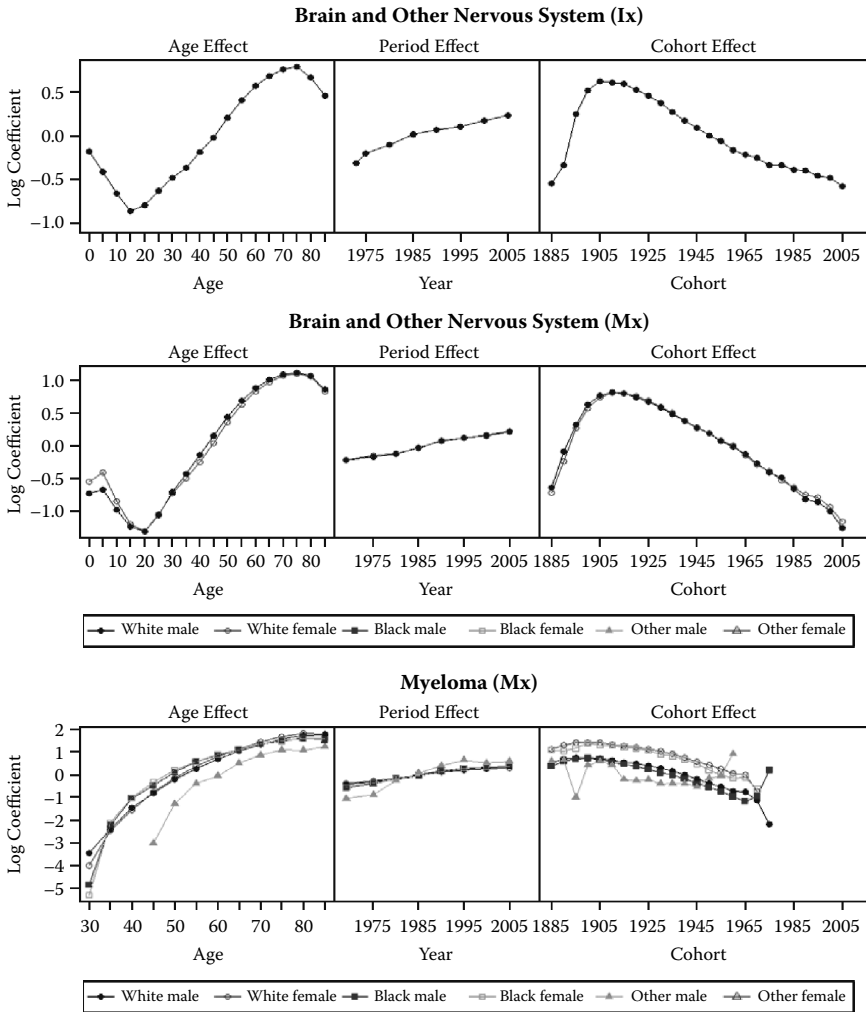 Brain and Other Nervous System (Ix)
Age Effect Period Effect Cohort Effect
Log Coefficient
0.5
0.0
−0.5
−1.0
0 10 20 30 40 50 60 70 80 1975 1985 1995 2005 1885 1905 1925 1945 1965 1985 2005
Age Year Cohort
Brain and Other Nervous System (Mx)
Age Effect Period Effect Cohort Effect
Log Coefficient
1.0
0.5
0.0
−0.5
−1.0
0 10 20 30 40 50 60 70 80 1975 1985 1995 2005 1885 1905 1925 1945 1965 1985 2005
Age Year Cohort
White male White female Black male Black female Other male Other female
Myeloma (Mx)
Age Effect Period Effect Cohort Effect
Log Coefficient
2
1
0
−1
−2
−3
−4
−5
30 40 50 60 70 80 1975 1985 1995 2005 1885 1905 1925 1945 1965 1985 2005
Age Year Cohort
White male White female Black male Black female Other male Other female